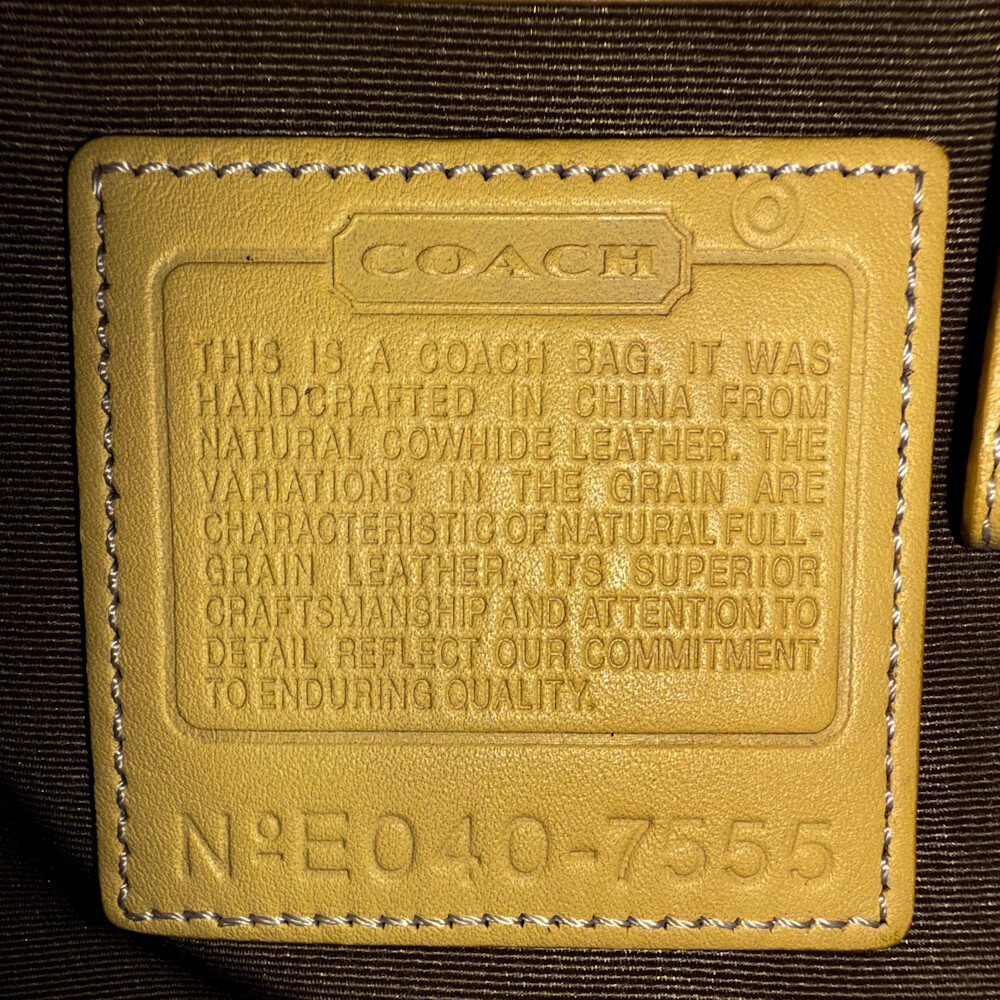 COACH
THIS IS A COACH BAG. IT WAS
HANDCRAFTED IN CHINA FROM
NATURAL COWHIDE LEATHER. THE
VARIATIONS IN THE GRAIN ARE
CHARACTERISTIC OF NATURAL FULL-
GRAIN LEATHER. ITS SUPERIOR
CRAFTSMANSHIP AND ATTENTION TO
DETAIL REFLECT OUR COMMITMENT
TO ENDURING QUALITY.
Nº E040-7555